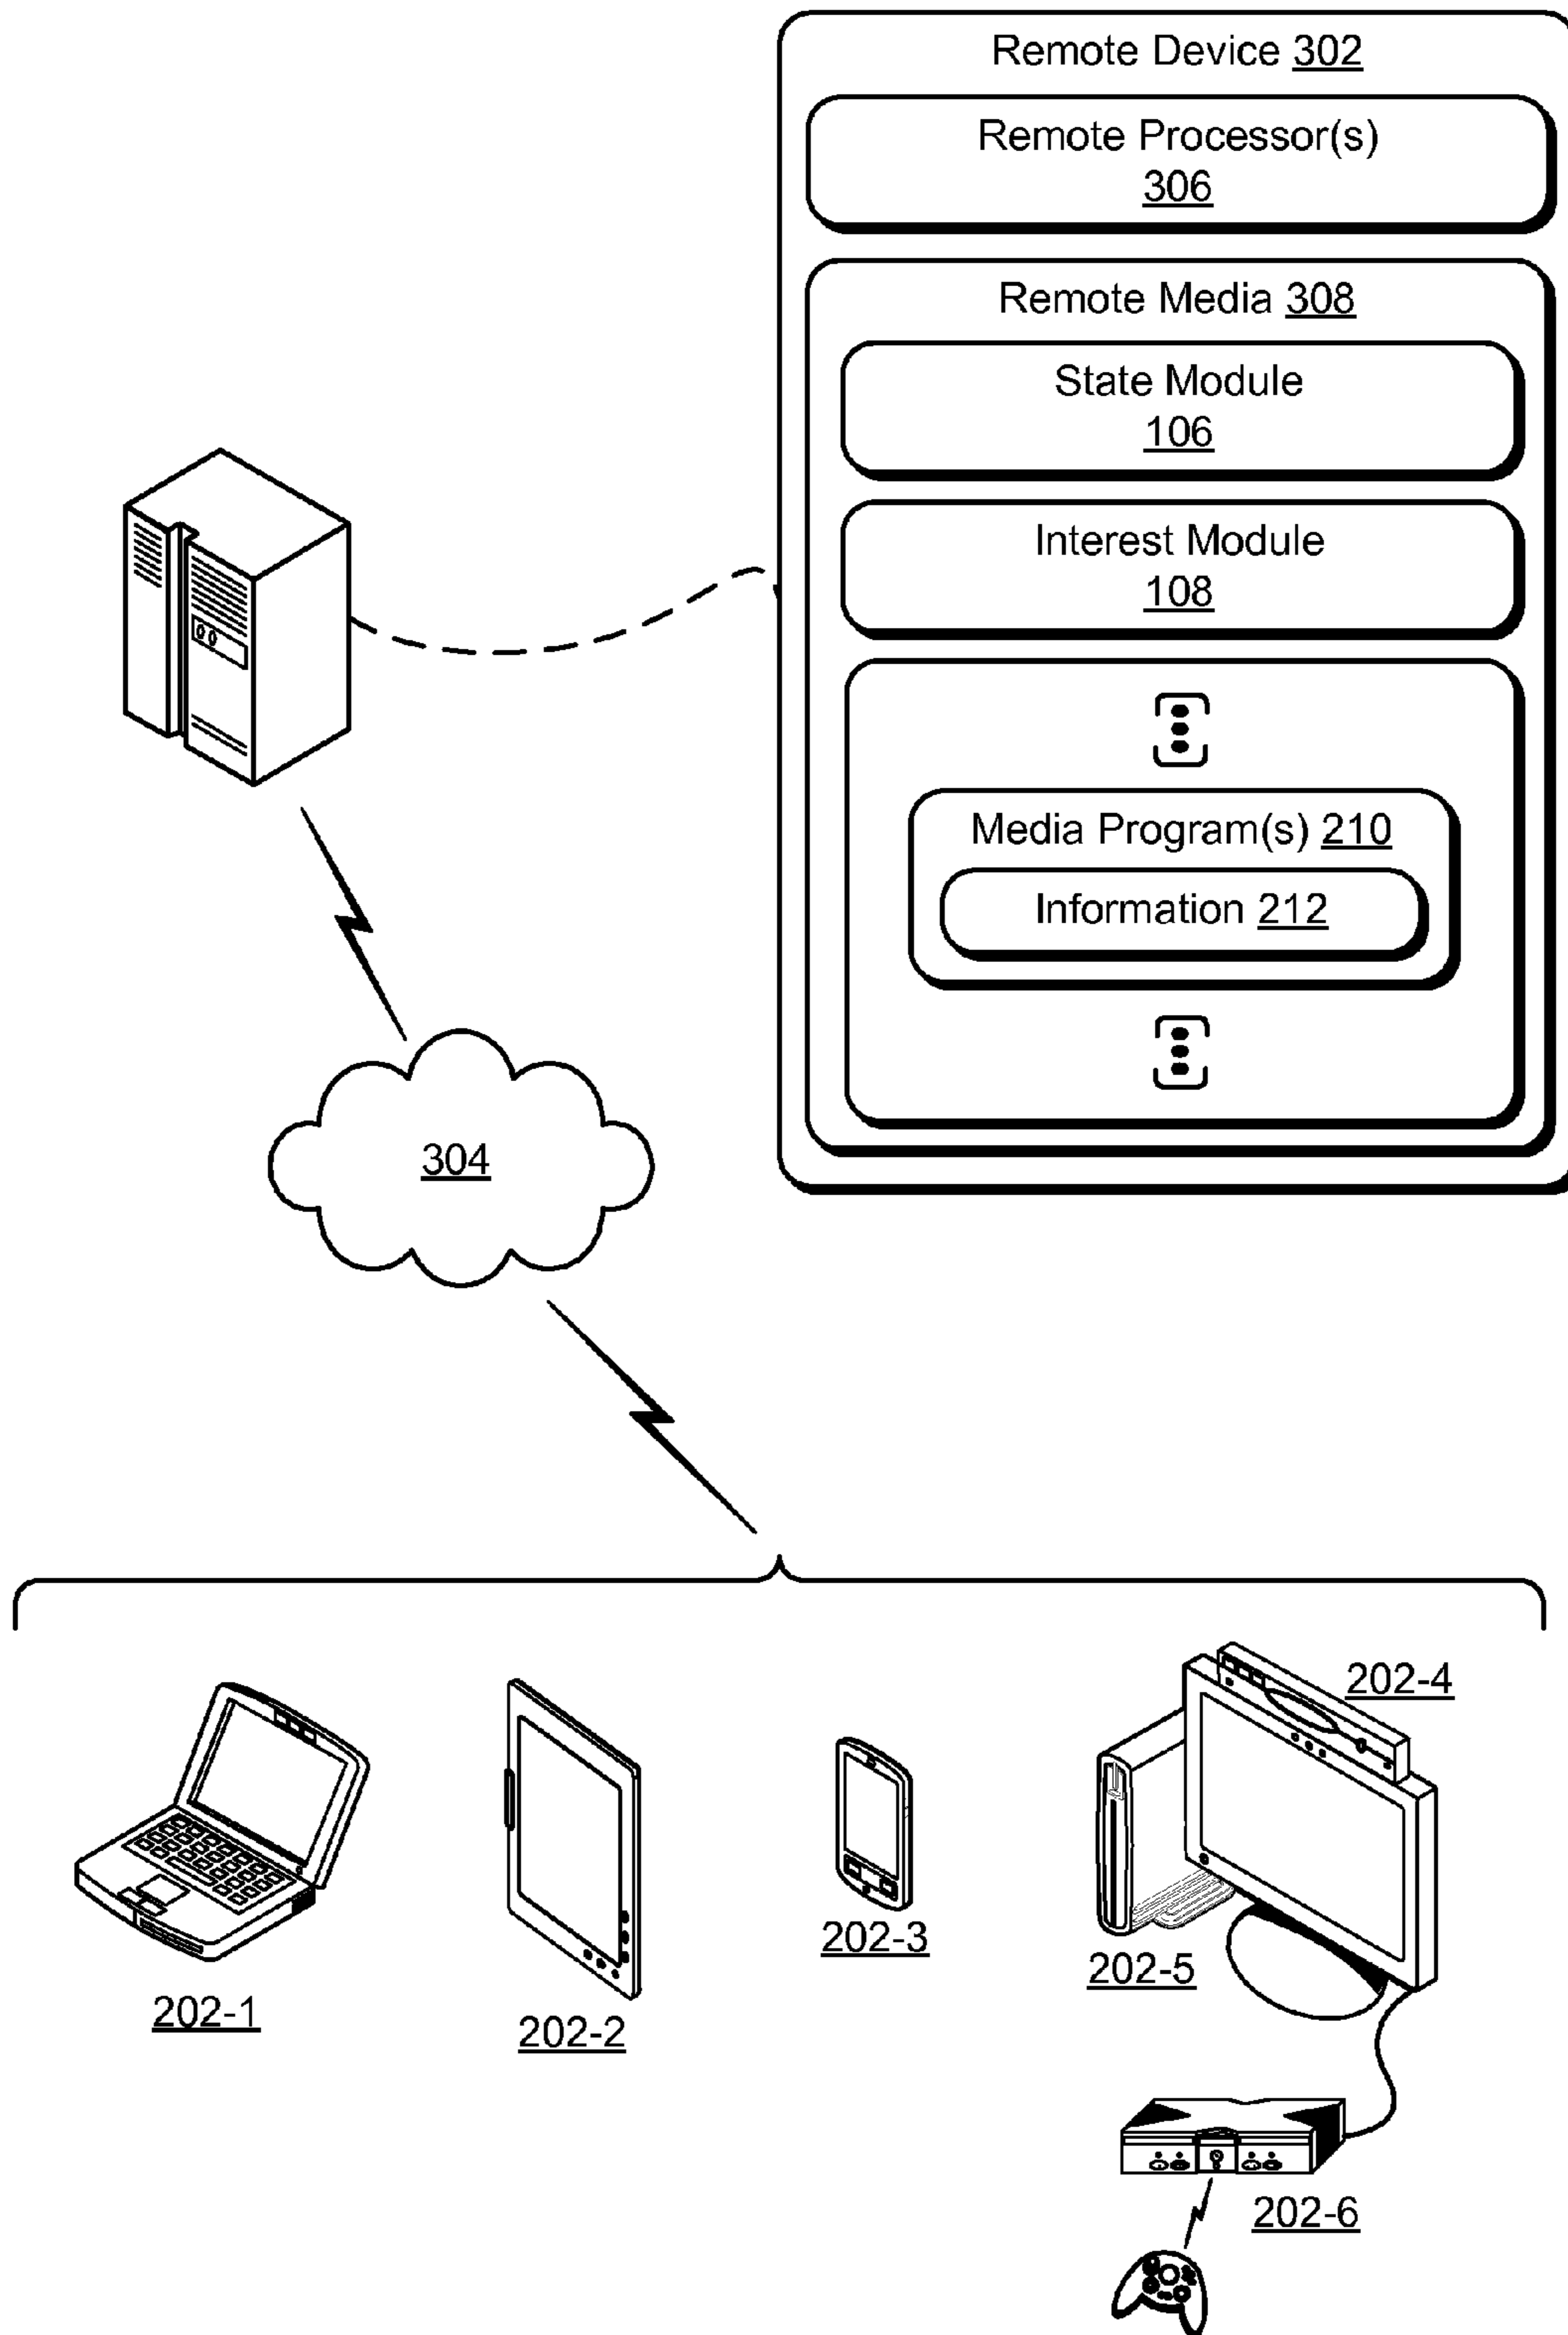 Remote Device 302
Remote Processor(s)
306
Remote Media 308
State Module
106
Interest Module
108
Media Program(s) 210
Information 212
304
202-4
202-3
202-5
202-1
202-2
202-6